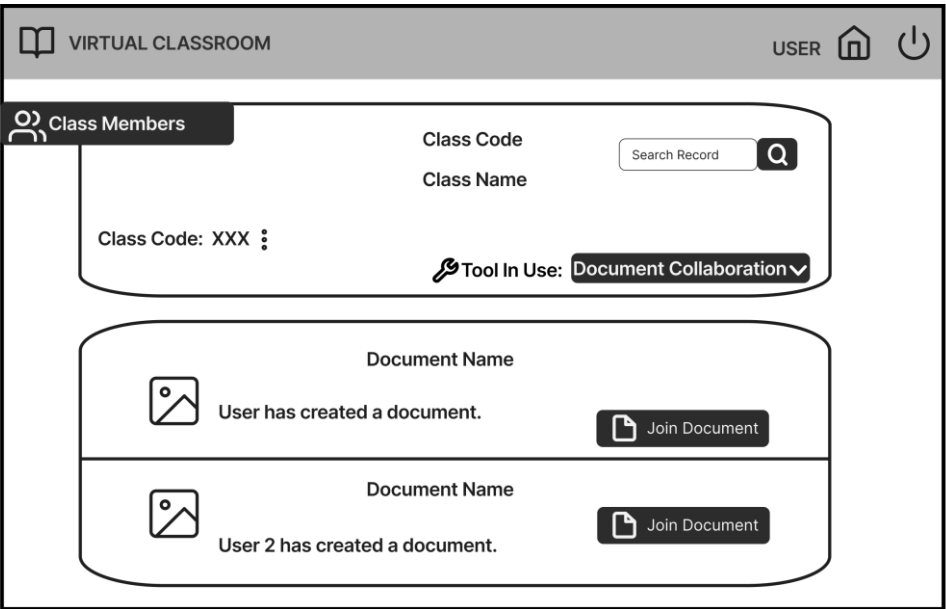 VIRTUAL CLASSROOM
USER
Class Members
Class Code
Search Record
Class Name
Class Code: XXX
Tool In Use: Document Collaboration
Document Name
User has created a document.
Join Document
Document Name
User 2 has created a document.
Join Document